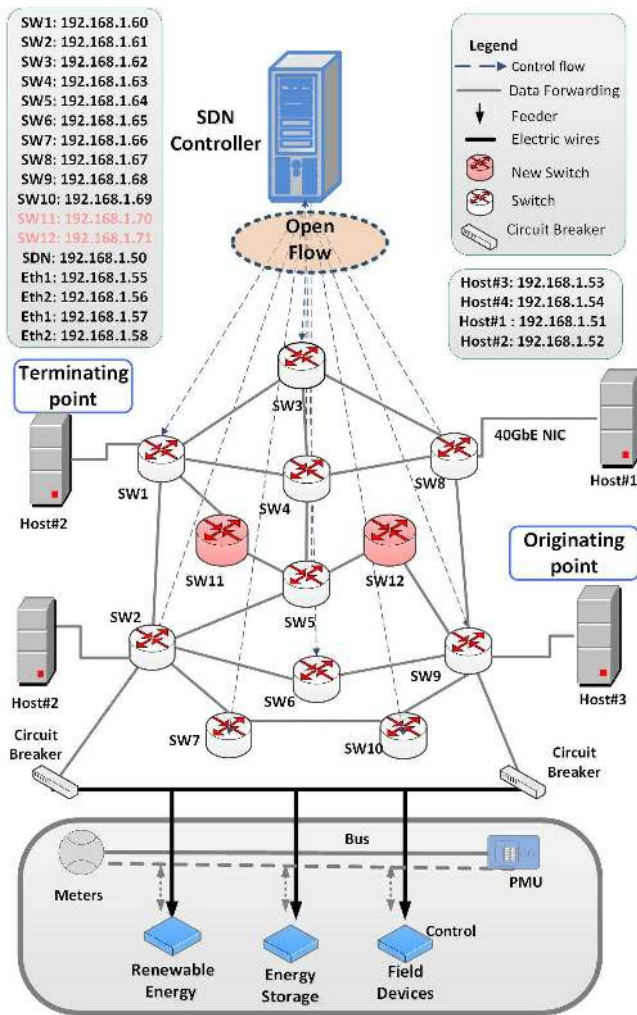 SW1: 192.168.1.60
SW2: 192.168.1.61
SW3: 192.168.1.62
SW4: 192.168.1.63
SW5: 192.168.1.64
SW6: 192.168.1.65
SW7: 192.168.1.66
SW8: 192.168.1.67
SW9: 192.168.1.68
SW10: 192.168.1.69
SW11: 192.168.1.70
SW12: 192.168.1.71
SDN: 192.168.1.50
Eth1: 192.168.1.55
Eth2: 192.168.1.56
Eth1: 192.168.1.57
Eth2: 192.168.1.58
SDN
Controller
Open
Flow
Legend
Control flow
Data Forwarding
Feeder
Electric wires
New Switch
Switch
Circuit Breaker
Host#3: 192.168.1.53
Host#4: 192.168.1.54
Host#1 : 192.168.1.51
Host#2: 192.168.1.52
Terminating
point
Host#2
SW3
SW1
SW4
SW8
40GbE NIC
Host#1
SW11
SW12
Originating
point
SW2
SW5
SW9
Host#2
SW6
Host#3
SW7
SW10
Circuit
Breaker
Circuit
Breaker
Bus
Meters
PMU
Control
Renewable
Energy
Energy
Storage
Field
Devices